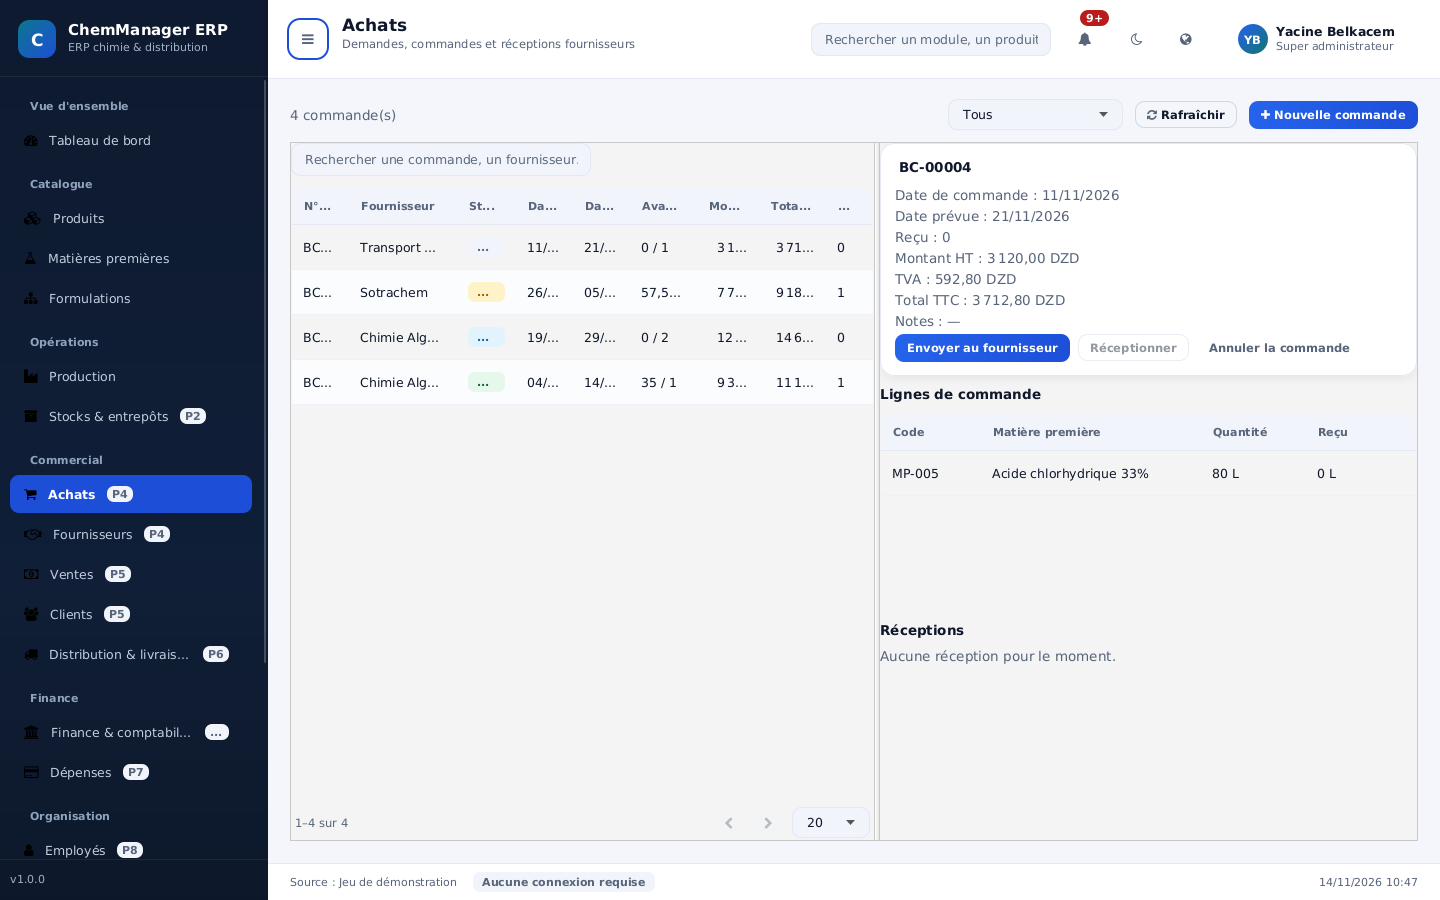 C
ChemManager ERP
ERP chimie & distribution
Vue d'ensemble
Tableau de bord
Catalogue
Produits
Matières premières
Formulations
Opérations
Production
Stocks & entrepôts P2
Commercial
Achats P4
Fournisseurs P4
Ventes P5
Clients P5
Distribution & livrais... P6
Finance
Finance & comptabil... ...
Dépenses P7
Organisation
Employés P8
v1.0.0
Achats
Demandes, commandes et réceptions fournisseurs
Rechercher un module, un produit
9+
YB
Yacine Belkacem
Super administrateur
4 commande(s)
Tous
Rafraîchir
Nouvelle commande
Rechercher une commande, un fournisseur.
N°... Fournisseur St... Da... Da... Ava... Mo... Tota... ...
BC... Transport ... ... 11/... 21/... 0 / 1 3 1... 3 71... 0
BC... Sotrachem ... 26/... 05/... 57,5... 7 7... 9 18... 1
BC... Chimie Alg... ... 19/... 29/... 0 / 2 12 ... 14 6... 0
BC... Chimie Alg... ... 04/... 14/... 35 / 1 9 3... 11 1... 1
1–4 sur 4
20
BC-00004
Date de commande : 11/11/2026
Date prévue : 21/11/2026
Reçu : 0
Montant HT : 3 120,00 DZD
TVA : 592,80 DZD
Total TTC : 3 712,80 DZD
Notes : —
Envoyer au fournisseur
Réceptionner
Annuler la commande
Lignes de commande
Code Matière première Quantité Reçu
MP-005 Acide chlorhydrique 33% 80 L 0 L
Réceptions
Aucune réception pour le moment.
Source : Jeu de démonstration
Aucune connexion requise
14/11/2026 10:47